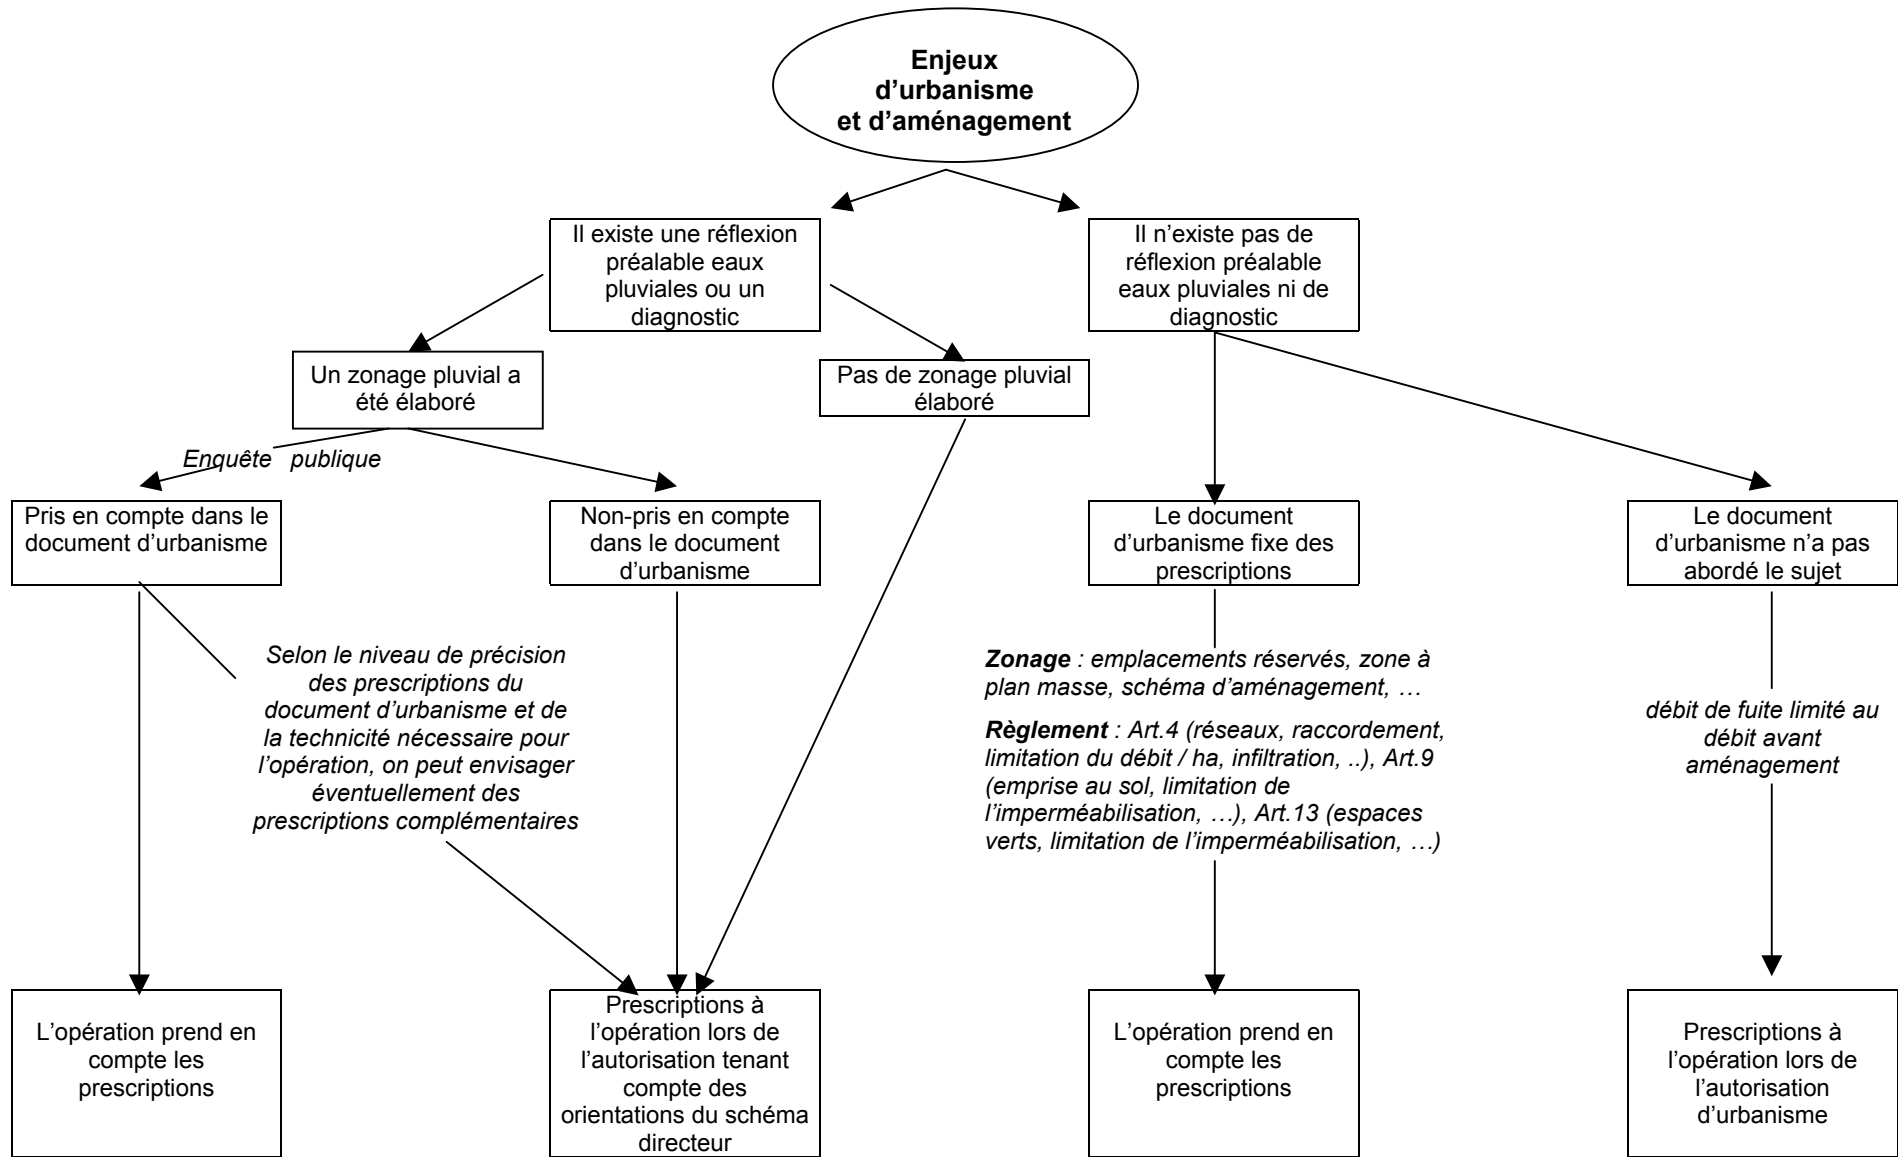 Enjeux
d’urbanisme
et d’aménagement
Il existe une réflexion
préalable eaux
pluviales ou un
diagnostic
Il n’existe pas de
réflexion préalable
eaux pluviales ni de
diagnostic
Un zonage pluvial a
été élaboré
Pas de zonage pluvial
élaboré
Enquête publique
Pris en compte dans le
document d’urbanisme
Non-pris en compte
dans le document
d’urbanisme
Le document
d’urbanisme fixe des
prescriptions
Le document
d’urbanisme n’a pas
abordé le sujet
Selon le niveau de précision
des prescriptions du
document d’urbanisme et de
la technicité nécessaire pour
l’opération, on peut envisager
éventuellement des
prescriptions complémentaires
Zonage : emplacements réservés, zone à
plan masse, schéma d’aménagement, …
Règlement : Art.4 (réseaux, raccordement,
limitation du débit / ha, infiltration, ..), Art.9
(emprise au sol, limitation de
l’imperméabilisation, …), Art.13 (espaces
verts, limitation de l’imperméabilisation, …)
débit de fuite limité au
débit avant
aménagement
L’opération prend en
compte les
prescriptions
Prescriptions à
l’opération lors de
l’autorisation tenant
compte des
orientations du schéma
directeur
L’opération prend en
compte les
prescriptions
Prescriptions à
l’opération lors de
l’autorisation
d’urbanisme